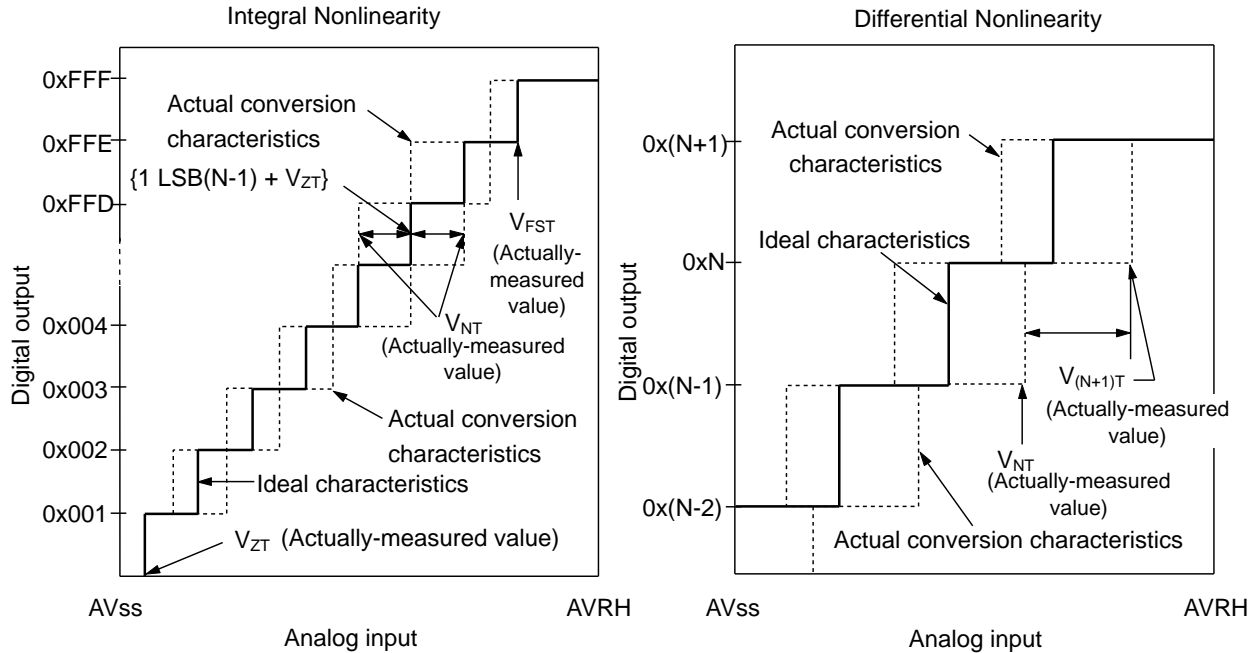 Integral Nonlinearity
0xFFF
0xFFE
0xFFD
0x004
0x003
0x002
0x001
Digital output
Actual conversion
characteristics
{1 LSB(N-1) + VZT}
VFST
(Actually-
measured
value)
VNT
(Actually-measured
value)
Actual conversion
characteristics
Ideal characteristics
VZT (Actually-measured value)
AVss
AVRH
Analog input
Differential Nonlinearity
0x(N+1)
0xN
0x(N-1)
0x(N-2)
Digital output
Actual conversion
characteristics
Ideal characteristics
V(N+1)T
(Actually-measured
value)
VNT
(Actually-measured
value)
Actual conversion characteristics
AVss
AVRH
Analog input